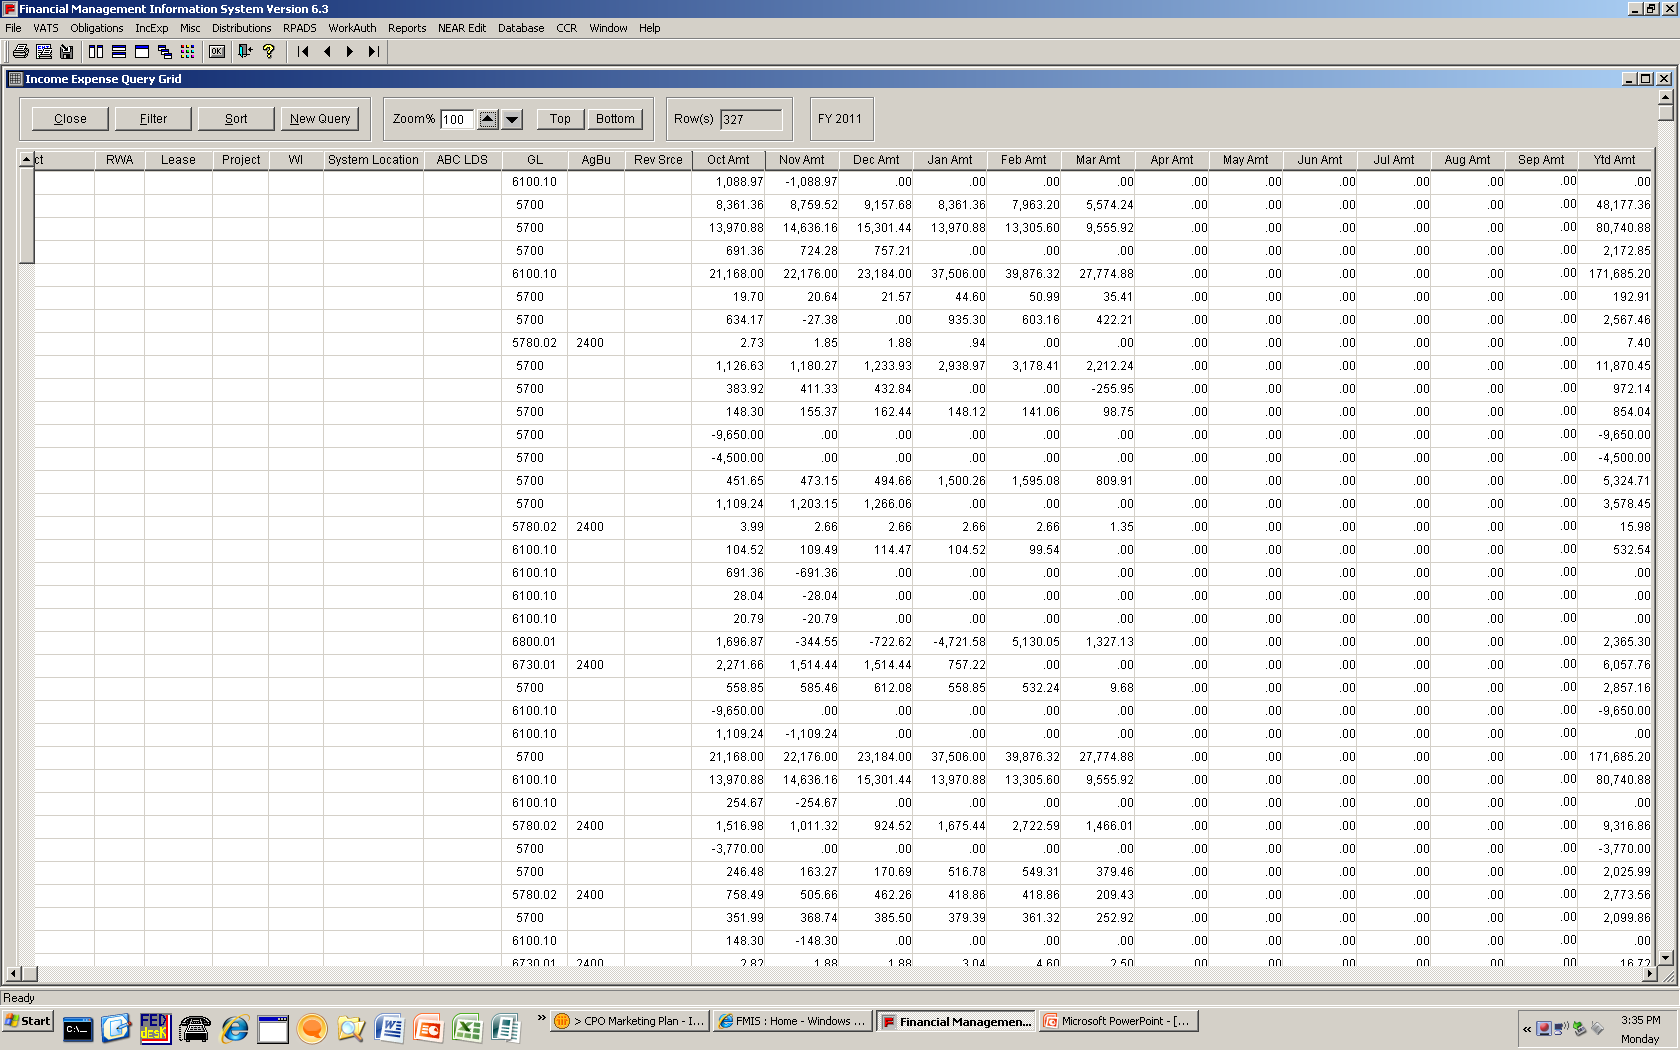 Financial Management Information System Version 6.3
File VATS Obligations IncExp Misc Distributions RPADS WorkAuth Reports NEAR Edit Database CCR Window Help
OK
Income Expense Query Grid
Close Filter Sort New Query Zoom% 100 Top Bottom Row(s) 327 FY 2011
ct RWA Lease Project WI System Location ABC LDS GL AgBu Rev Srce Oct Amt Nov Amt Dec Amt Jan Amt Feb Amt Mar Amt Apr Amt May Amt Jun Amt Jul Amt Aug Amt Sep Amt Ytd Amt
6100.10 1,088.97 -1,088.97 .00 .00 .00 .00 .00 .00 .00 .00 .00 .00 .00
5700 8,361.36 8,759.52 9,157.68 8,361.36 7,963.20 5,574.24 .00 .00 .00 .00 .00 .00 48,177.36
5700 13,970.88 14,636.16 15,301.44 13,970.88 13,305.60 9,555.92 .00 .00 .00 .00 .00 .00 80,740.88
5700 691.36 724.28 757.21 .00 .00 .00 .00 .00 .00 .00 .00 .00 2,172.85
6100.10 21,168.00 22,176.00 23,184.00 37,506.00 39,876.32 27,774.88 .00 .00 .00 .00 .00 .00 171,685.20
5700 19.70 20.64 21.57 44.60 50.99 35.41 .00 .00 .00 .00 .00 .00 192.91
5700 634.17 -27.38 .00 935.30 603.16 422.21 .00 .00 .00 .00 .00 .00 2,567.46
5780.02 2400 2.73 1.85 1.88 .94 .00 .00 .00 .00 .00 .00 .00 .00 7.40
5700 1,126.63 1,180.27 1,233.93 2,938.97 3,178.41 2,212.24 .00 .00 .00 .00 .00 .00 11,870.45
5700 383.92 411.33 432.84 .00 .00 -255.95 .00 .00 .00 .00 .00 .00 972.14
5700 148.30 155.37 162.44 148.12 141.06 98.75 .00 .00 .00 .00 .00 .00 854.04
5700 -9,650.00 .00 .00 .00 .00 .00 .00 .00 .00 .00 .00 .00 -9,650.00
5700 -4,500.00 .00 .00 .00 .00 .00 .00 .00 .00 .00 .00 .00 -4,500.00
5700 451.65 473.15 494.66 1,500.26 1,595.08 809.91 .00 .00 .00 .00 .00 .00 5,324.71
5700 1,109.24 1,203.15 1,266.06 .00 .00 .00 .00 .00 .00 .00 .00 .00 3,578.45
5780.02 2400 3.99 2.66 2.66 2.66 2.66 1.35 .00 .00 .00 .00 .00 .00 15.98
6100.10 104.52 109.49 114.47 104.52 99.54 .00 .00 .00 .00 .00 .00 .00 532.54
6100.10 691.36 -691.36 .00 .00 .00 .00 .00 .00 .00 .00 .00 .00 .00
6100.10 28.04 -28.04 .00 .00 .00 .00 .00 .00 .00 .00 .00 .00 .00
6100.10 20.79 -20.79 .00 .00 .00 .00 .00 .00 .00 .00 .00 .00 .00
6800.01 1,696.87 -344.55 -722.62 -4,721.58 5,130.05 1,327.13 .00 .00 .00 .00 .00 .00 2,365.30
6730.01 2400 2,271.66 1,514.44 1,514.44 757.22 .00 .00 .00 .00 .00 .00 .00 .00 6,057.76
5700 558.85 585.46 612.08 558.85 532.24 9.68 .00 .00 .00 .00 .00 .00 2,857.16
6100.10 -9,650.00 .00 .00 .00 .00 .00 .00 .00 .00 .00 .00 .00 -9,650.00
6100.10 1,109.24 -1,109.24 .00 .00 .00 .00 .00 .00 .00 .00 .00 .00 .00
5700 21,168.00 22,176.00 23,184.00 37,506.00 39,876.32 27,774.88 .00 .00 .00 .00 .00 .00 171,685.20
6100.10 13,970.88 14,636.16 15,301.44 13,970.88 13,305.60 9,555.92 .00 .00 .00 .00 .00 .00 80,740.88
6100.10 254.67 -254.67 .00 .00 .00 .00 .00 .00 .00 .00 .00 .00 .00
5780.02 2400 1,516.98 1,011.32 924.52 1,675.44 2,722.59 1,466.01 .00 .00 .00 .00 .00 .00 9,316.86
5700 -3,770.00 .00 .00 .00 .00 .00 .00 .00 .00 .00 .00 .00 -3,770.00
5700 246.48 163.27 170.69 516.78 549.31 379.46 .00 .00 .00 .00 .00 .00 2,025.99
5780.02 2400 758.49 505.66 462.26 418.86 418.86 209.43 .00 .00 .00 .00 .00 .00 2,773.56
5700 351.99 368.74 385.50 379.39 361.32 252.92 .00 .00 .00 .00 .00 .00 2,099.86
6100.10 148.30 -148.30 .00 .00 .00 .00 .00 .00 .00 .00 .00 .00 .00
6730.01 2400 2.82 1.88 1.88 3.04 4.60 2.50 .00 .00 .00 .00 .00 .00 16.72
Ready
Start C:\_ FED desk > CPO Marketing Plan - I... FMIS : Home - Windows ... Financial Managemen... Microsoft PowerPoint - [... 3:35 PM
Monday